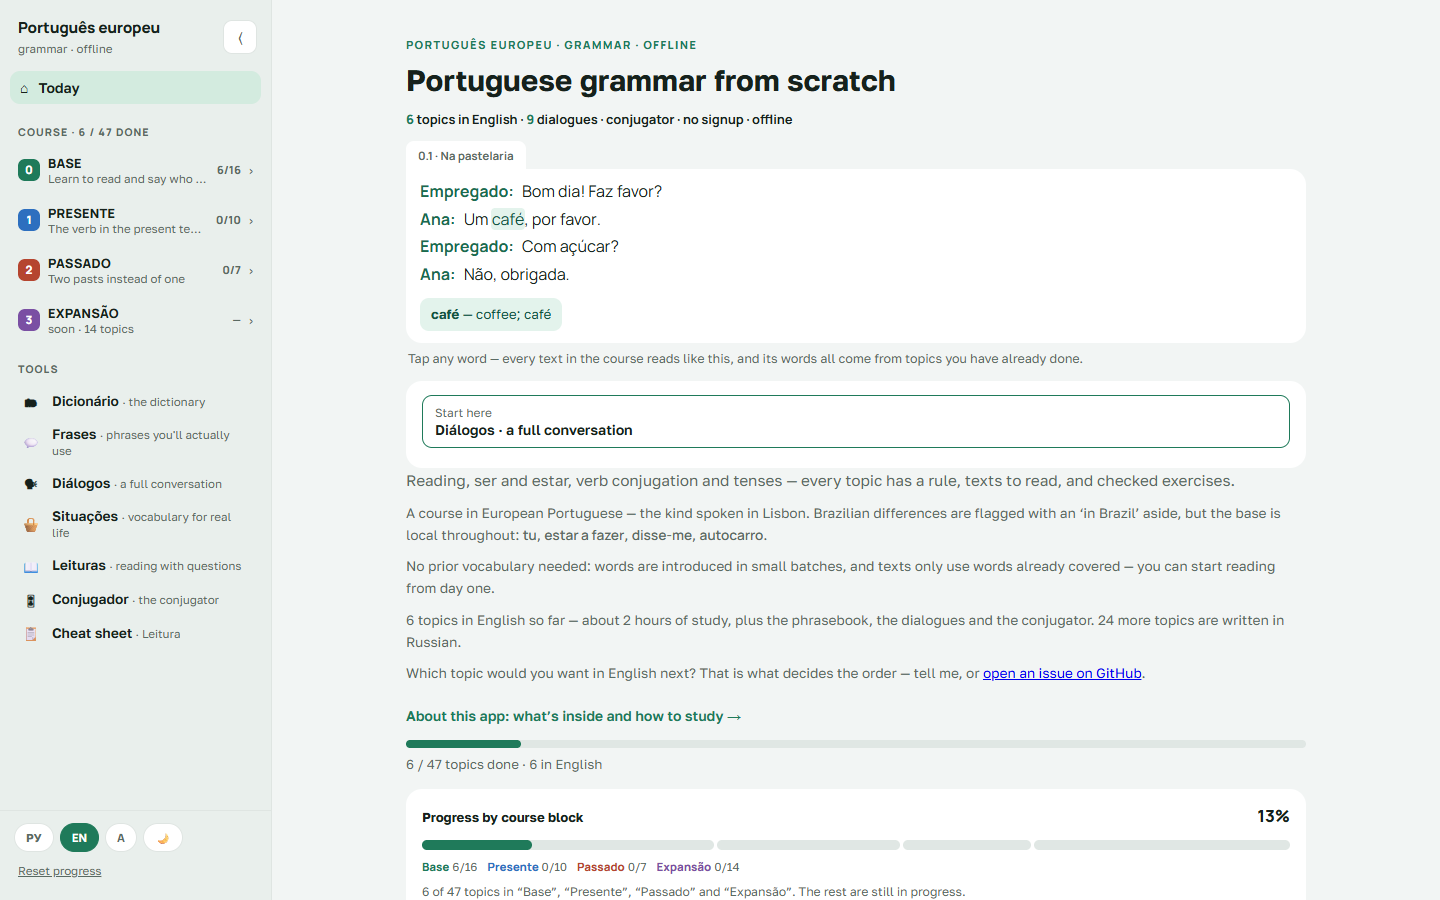 Português europeu
grammar · offline
⟨
⌂ Today
COURSE · 6 / 47 DONE
0
BASE
Learn to read and say who ...
6/16 ›
1
PRESENTE
The verb in the present te...
0/10 ›
2
PASSADO
Two pasts instead of one
0/7 ›
3
EXPANSÃO
soon · 14 topics
– ›
TOOLS
Dicionário · the dictionary
Frases · phrases you'll actually
use
Diálogos · a full conversation
Situações · vocabulary for real
life
Leituras · reading with questions
Conjugador · the conjugator
Cheat sheet · Leitura
РУ EN A
Reset progress
PORTUGUÊS EUROPEU · GRAMMAR · OFFLINE
Portuguese grammar from scratch
6 topics in English · 9 dialogues · conjugator · no signup · offline
0.1 · Na pastelaria
Empregado: Bom dia! Faz favor?
Ana: Um café, por favor.
Empregado: Com açúcar?
Ana: Não, obrigada.
café — coffee; café
Tap any word — every text in the course reads like this, and its words all come from topics you have already done.
Start here
Diálogos · a full conversation
Reading, ser and estar, verb conjugation and tenses — every topic has a rule, texts to read, and checked exercises.
A course in European Portuguese — the kind spoken in Lisbon. Brazilian differences are flagged with an ‘in Brazil’ aside, but the base is
local throughout: tu, estar a fazer, disse-me, autocarro.
No prior vocabulary needed: words are introduced in small batches, and texts only use words already covered — you can start reading
from day one.
6 topics in English so far — about 2 hours of study, plus the phrasebook, the dialogues and the conjugator. 24 more topics are written in
Russian.
Which topic would you want in English next? That is what decides the order — tell me, or open an issue on GitHub.
About this app: what’s inside and how to study →
6 / 47 topics done · 6 in English
Progress by course block
13%
Base 6/16 Presente 0/10 Passado 0/7 Expansão 0/14
6 of 47 topics in “Base”, “Presente”, “Passado” and “Expansão”. The rest are still in progress.